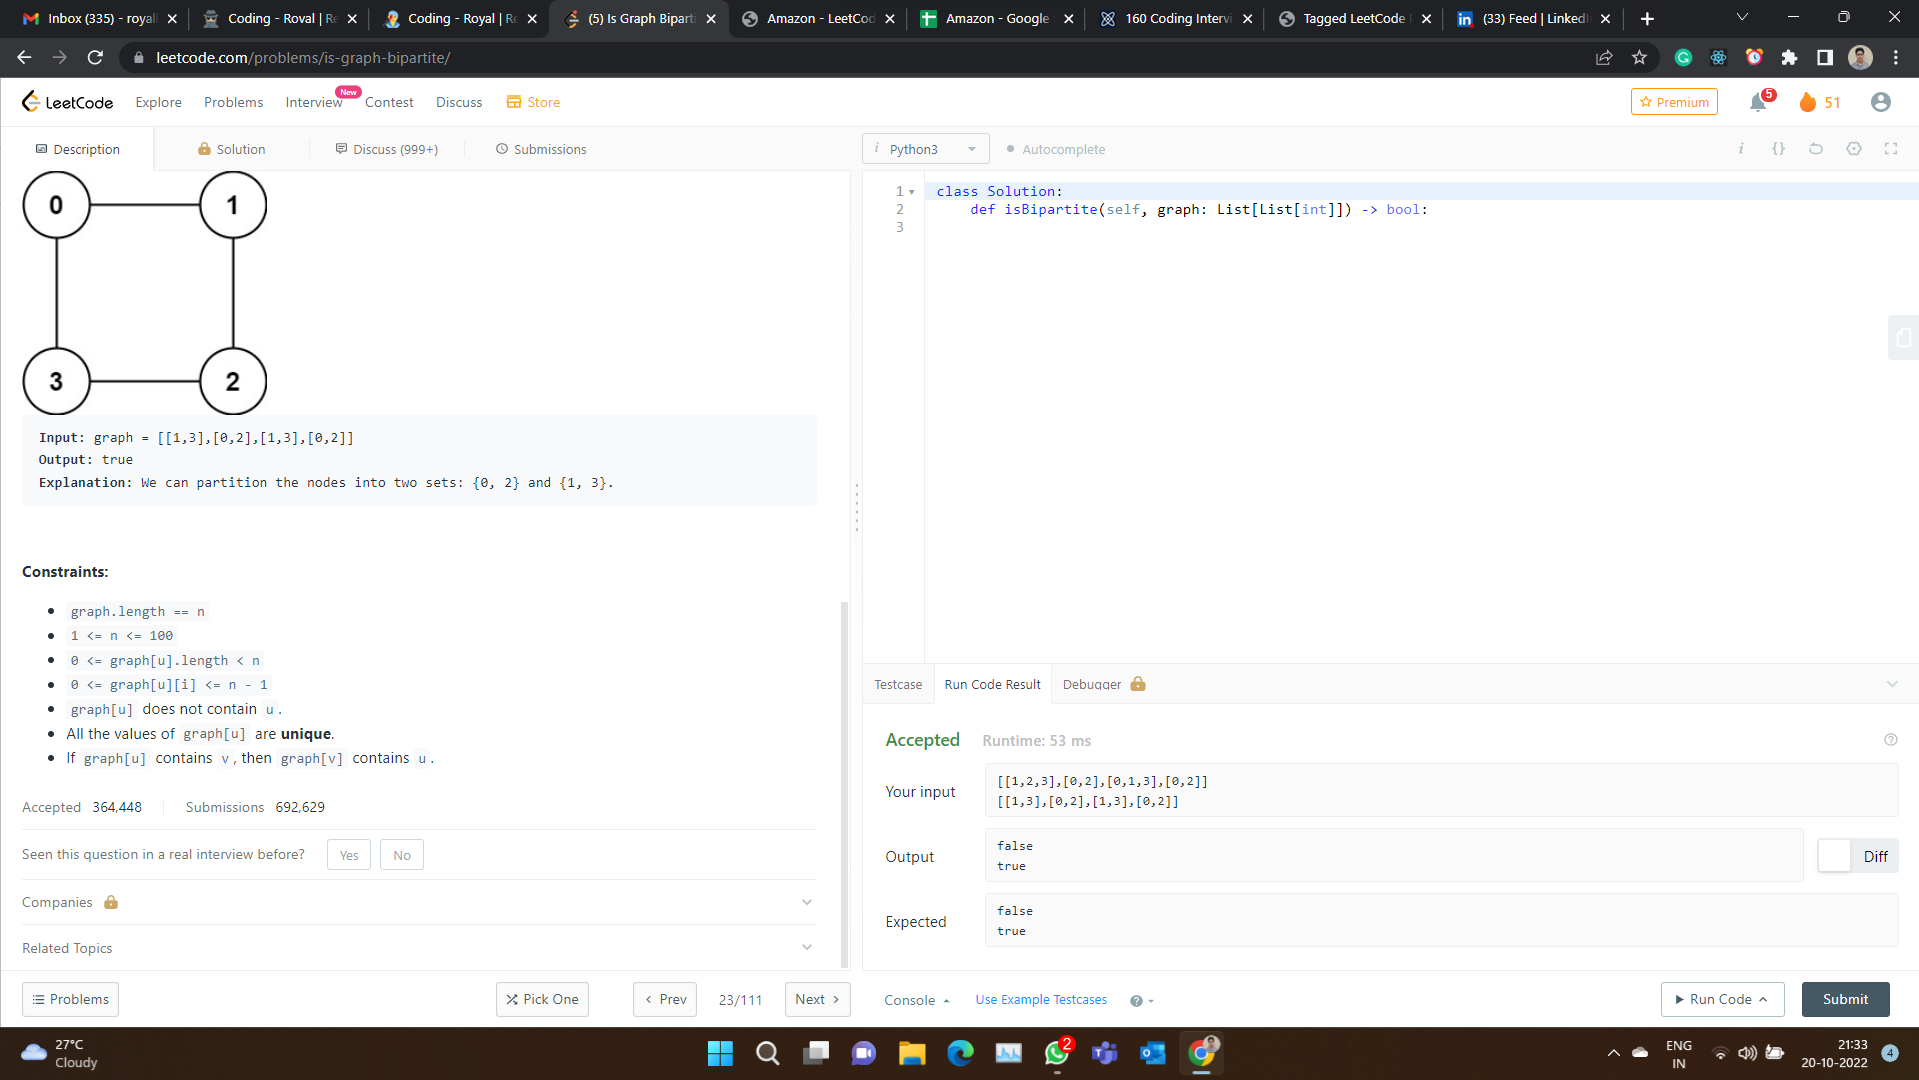 Inbox (335) - royall
Coding - Roval | Re
Coding - Royal | Re
(5) Is Graph Biparti
Amazon - LeetCod
Amazon - Google
160 Coding Intervi
Tagged LeetCode
(33) Feed | LinkedI
leetcode.com/problems/is-graph-bipartite/
LeetCode
Explore
Problems
Interview
New
Contest
Discuss
Store
Premium
5
51
Description
Solution
Discuss (999+)
Submissions
i Python3
Autocomplete
i {}
0
1
3
2
Input: graph = [[1,3],[0,2],[1,3],[0,2]]
Output: true
Explanation: We can partition the nodes into two sets: {0, 2} and {1, 3}.
Constraints:
graph.length == n
1 <= n <= 100
0 <= graph[u].length < n
0 <= graph[u][i] <= n - 1
graph[u] does not contain u.
All the values of graph[u] are unique.
If graph[u] contains v, then graph[v] contains u.
Accepted 364,448
Submissions 692,629
Seen this question in a real interview before?
Yes
No
Companies
Related Topics
Problems
Pick One
Prev
23/111
Next
1 class Solution:
2 def isBipartite(self, graph: List[List[int]]) -> bool:
3
Testcase
Run Code Result
Debugger
Accepted
Runtime: 53 ms
Your input
[[1,2,3],[0,2],[0,1,3],[0,2]]
[[1,3],[0,2],[1,3],[0,2]]
Output
false
true
Diff
Expected
false
true
Console
Use Example Testcases
Run Code
Submit
27°C
Cloudy
2
ENG
IN
21:33
20-10-2022
4